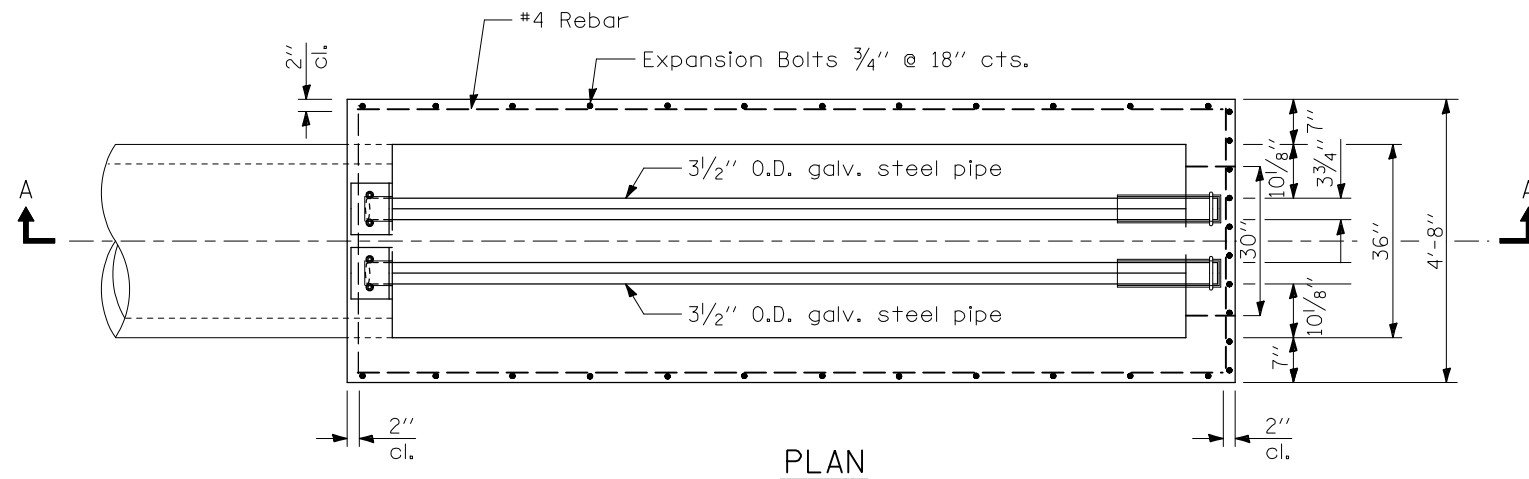 #4 Rebar
Expansion Bolts 3/4" @ 18" cts.
2"
cl.
7"
10 1/8"
3 3/4"
3 1/2" O.D. galv. steel pipe
A
A
30"
36"
4'-8"
3 1/2" O.D. galv. steel pipe
10 1/8"
7"
2"
cl.
2"
cl.
PLAN